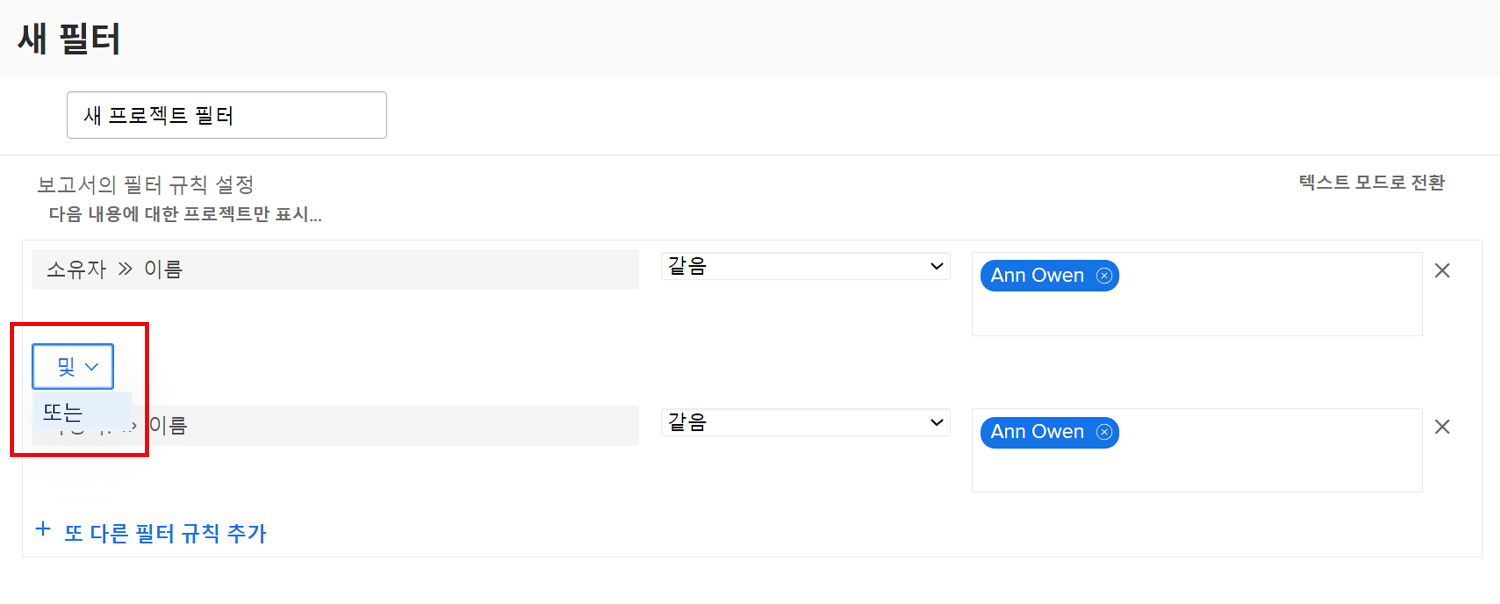 새 필터
새 프로젝트 필터
보고서의 필터 규칙 설정
텍스트 모드로 전환
다음 내용에 대한 프로젝트만 표시...
소유자 » 이름 같음 Ann Owen
및
또는
» 이름 같음 Ann Owen
+ 또 다른 필터 규칙 추가